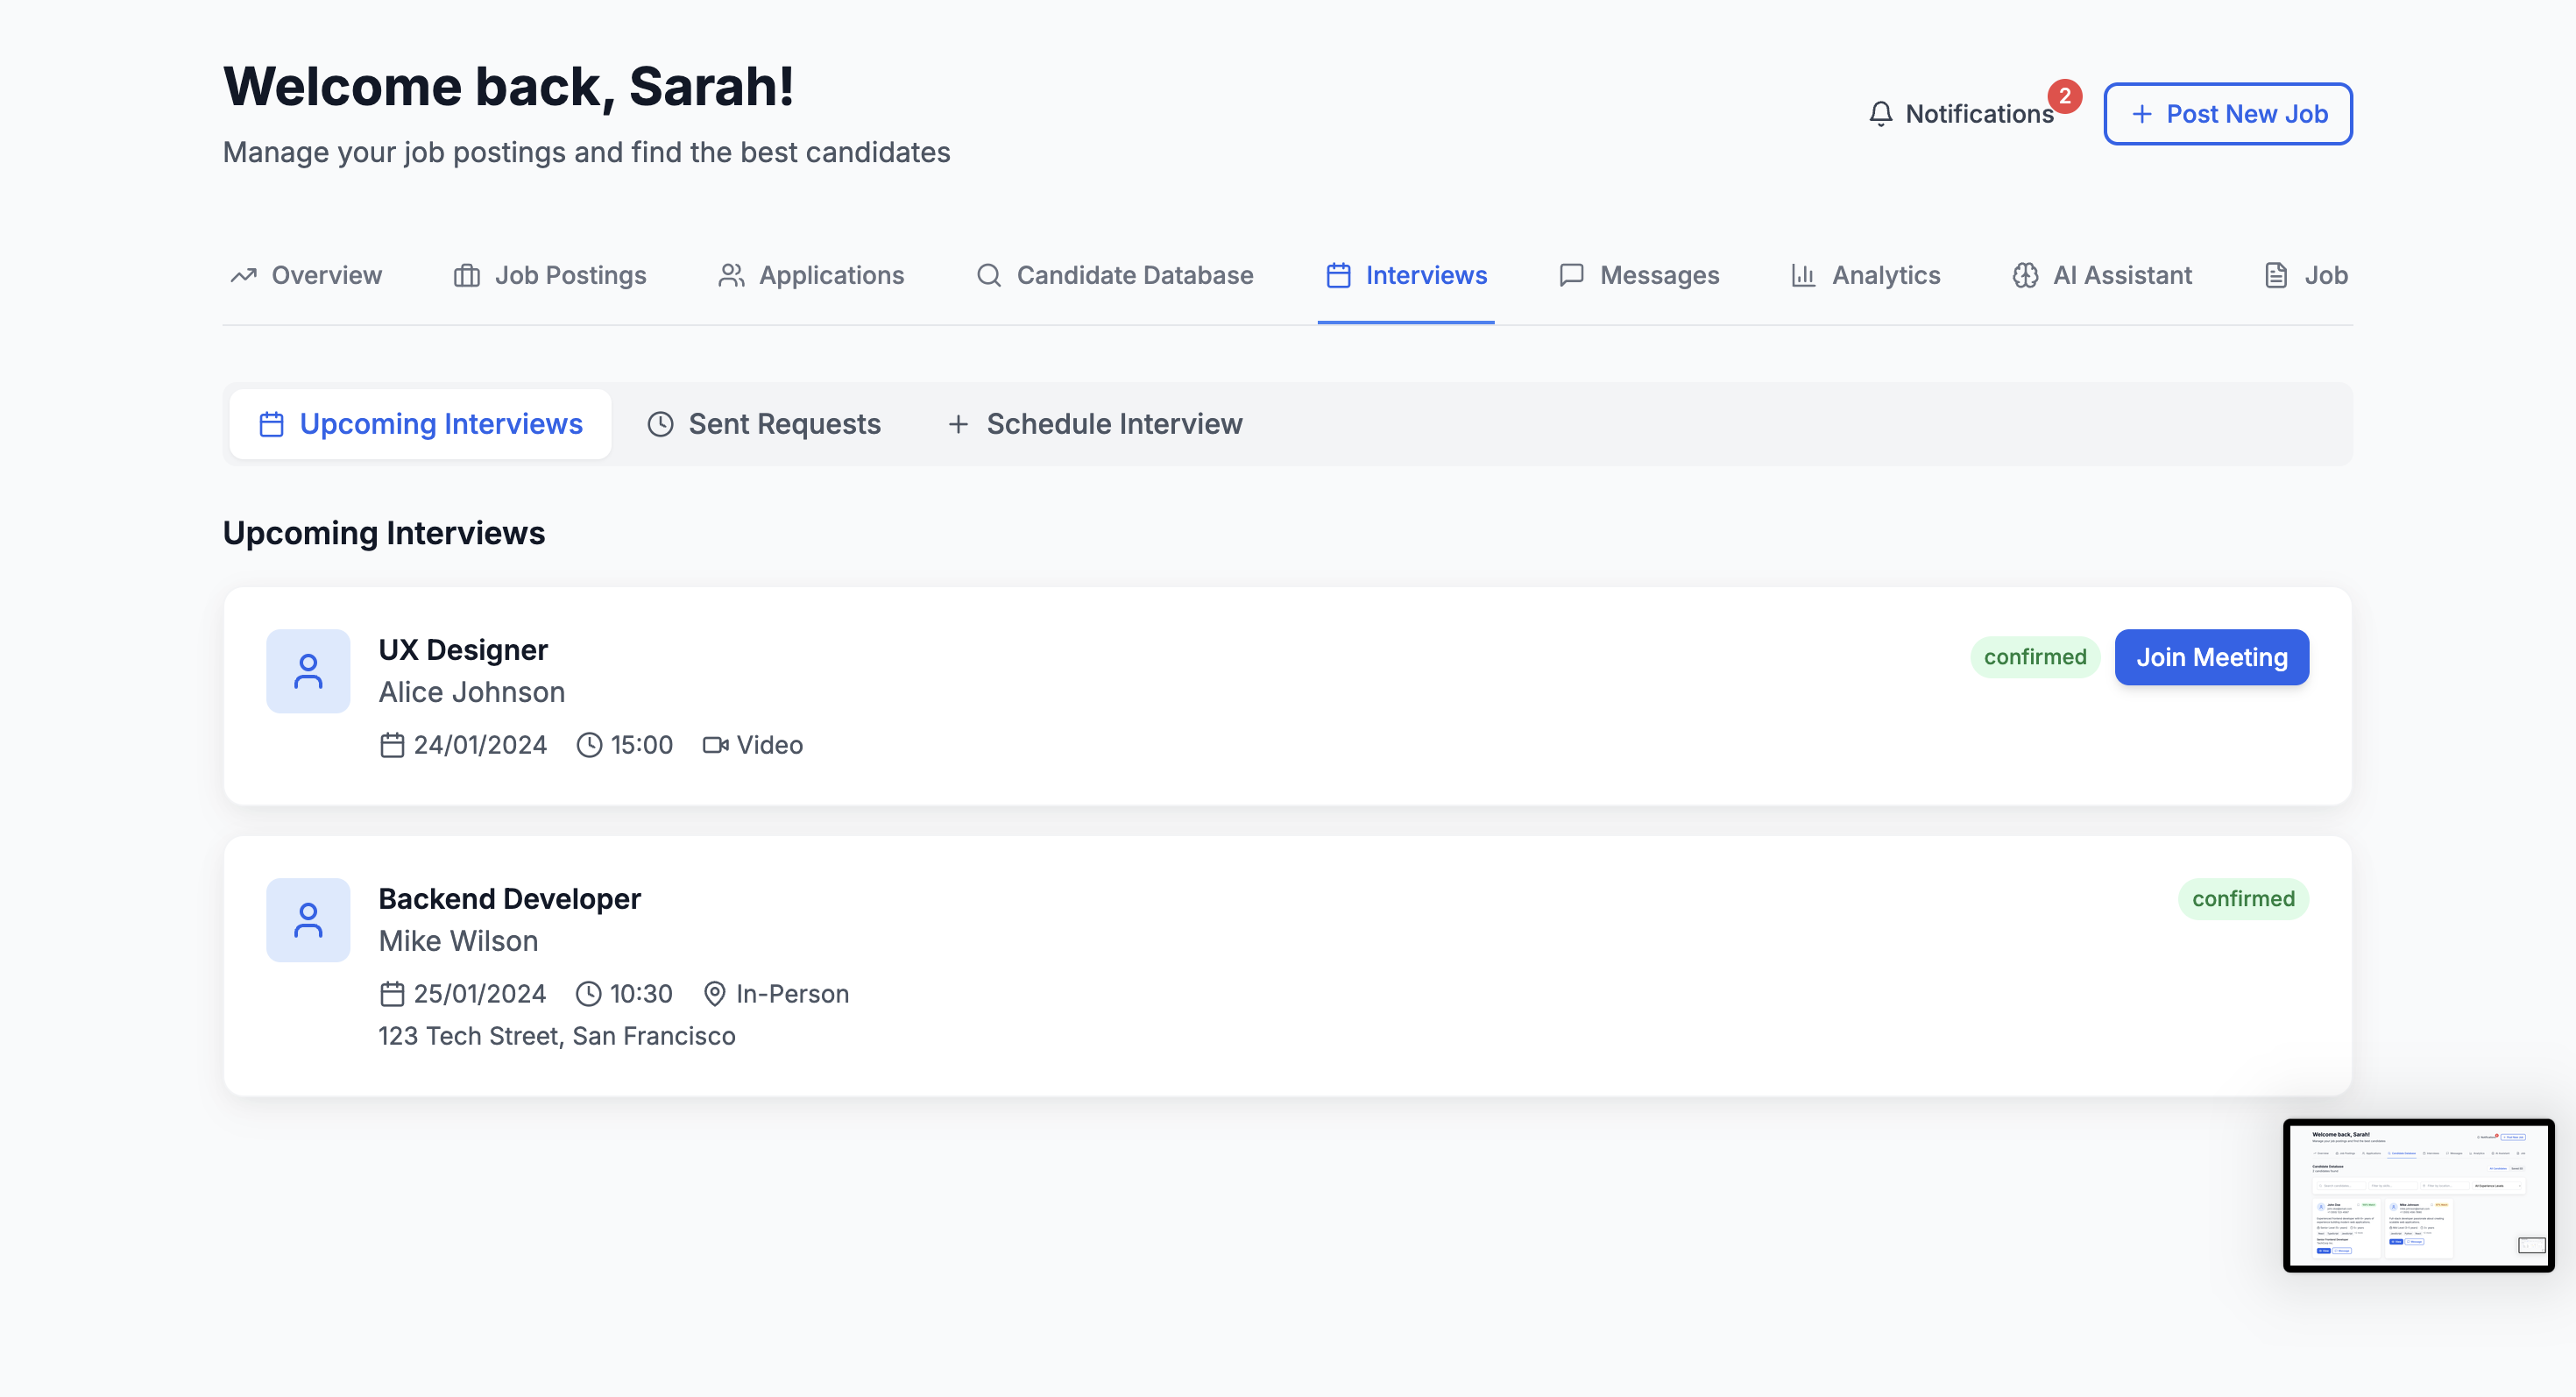 Welcome back, Sarah!
Manage your job postings and find the best candidates
Notifications 2
Post New Job
Overview Job Postings Applications Candidate Database Interviews Messages Analytics AI Assistant Job
Upcoming Interviews Sent Requests Schedule Interview
Upcoming Interviews
UX Designer
confirmed Join Meeting
Alice Johnson
24/01/2024 15:00 Video
Backend Developer
confirmed
Mike Wilson
25/01/2024 10:30 In-Person
123 Tech Street, San Francisco
Welcome back, Sarah!